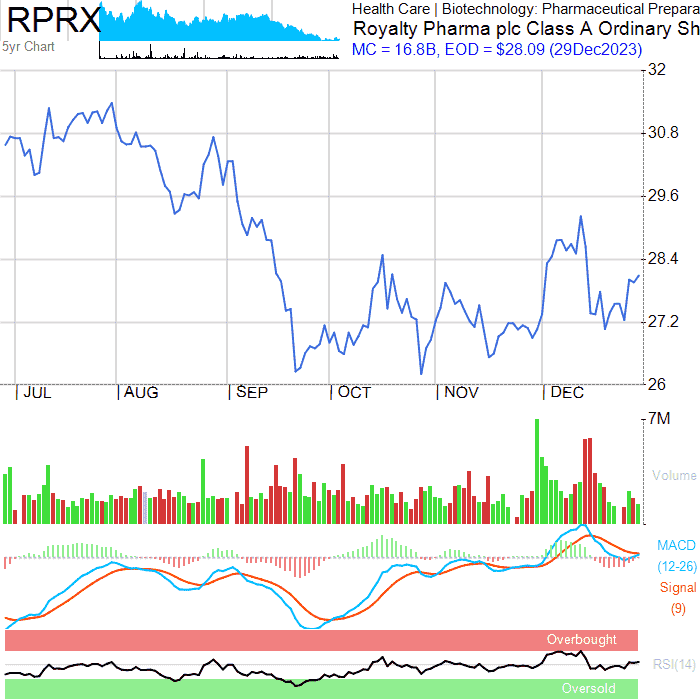 RPRX
5yr Chart
Health Care | Biotechnology: Pharmaceutical Prepara
Royalty Pharma plc Class A Ordinary Sh
MC = 16.8B, EOD = $28.09 (29Dec2023)
32
30.8
29.6
28.4
27.2
26
| JUL | AUG | SEP | OCT | NOV | DEC
7M
Volume
MACD
(12-26)
Signal
(9)
Overbought
RSI(14)
Oversold